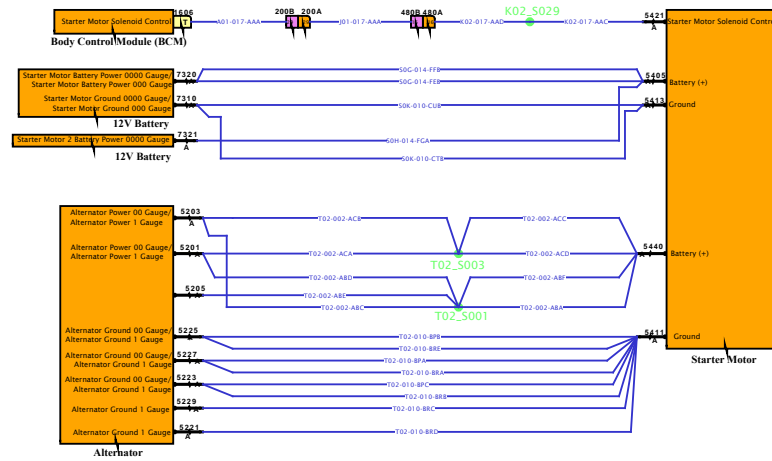 K02_S029
1606
200B 200A
480B 480A
5421
Starter Motor Solenoid Control
T
A01-017-AAA
J01-017-AAA
K02-017-AAD
K02-017-AAC
A
Starter Motor Solenoid Control
Body Control Module (BCM)
7320
S0G-014-FFB
Starter Motor Battery Power 0000 Gauge/
Starter Motor Battery Power 000 Gauge
A
S0G-014-FEB
5405
A
Battery (+)
7310
Starter Motor Ground 0000 Gauge/
Starter Motor Ground 000 Gauge
A
S0K-010-CUB
5413
A
Ground
12V Battery
7321
Starter Motor 2 Battery Power 0000 Gauge
A
S0H-014-FGA
12V Battery
S0K-010-CTB
5203
Alternator Power 00 Gauge/
Alternator Power 1 Gauge
A
T02-002-ACB
T02-002-ACC
5201
Alternator Power 00 Gauge/
Alternator Power 1 Gauge
A
T02-002-ACA
T02-002-ACD
5440
A
Battery (+)
T02_S003
T02-002-ABD
T02-002-ABF
5205
A
T02-002-ABE
T02-002-ABC
T02-002-ABA
T02_S001
5225
Alternator Ground 00 Gauge/
Alternator Ground 1 Gauge
A
T02-010-BPB
T02-010-BRE
5411
A
Ground
Starter Motor
5227
Alternator Ground 00 Gauge/
Alternator Ground 1 Gauge
A
T02-010-BPA
T02-010-BRA
5223
Alternator Ground 00 Gauge/
Alternator Ground 1 Gauge
A
T02-010-BPC
T02-010-BRB
5229
Alternator Ground 1 Gauge
A
T02-010-BRC
5221
Alternator Ground 1 Gauge
A
T02-010-BRD
Alternator